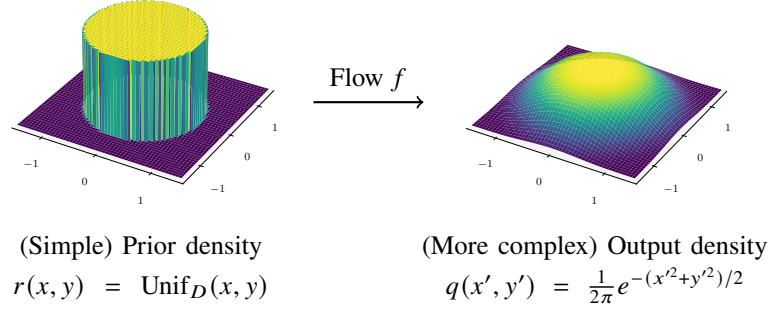 Flow f
−1 0 1 −1 0 1
−1 0 1 −1 0 1
(Simple) Prior density
r(x, y) = Unif_D(x, y)
(More complex) Output density
q(x′, y′) = \frac{1}{2π} e^{−(x′²+y′²)/2}